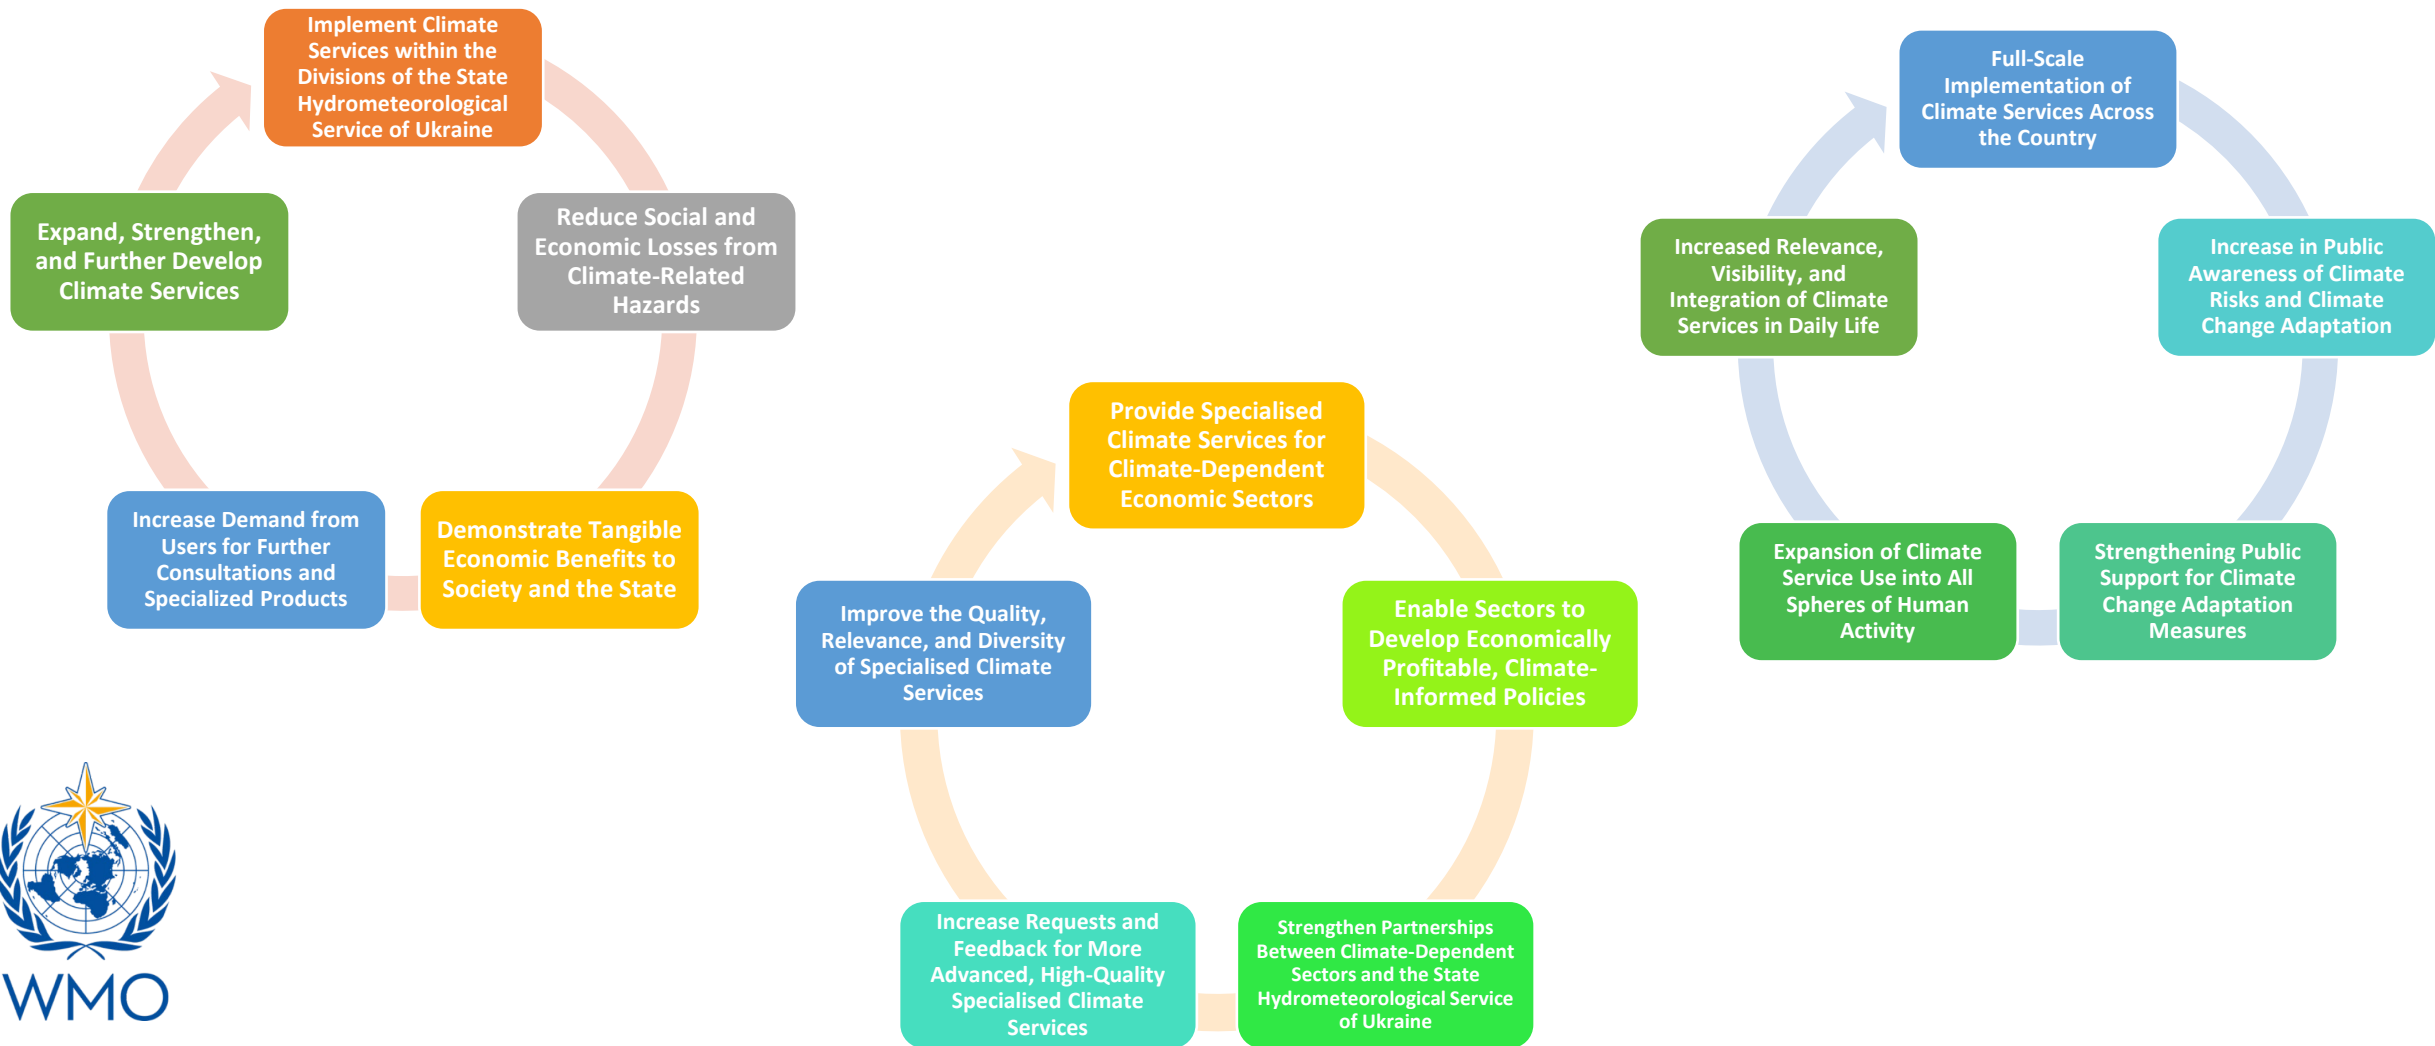 Implement Climate
Services within the
Divisions of the State
Hydrometeorological
Service of Ukraine
Reduce Social and
Economic Losses from
Climate-Related
Hazards
Demonstrate Tangible
Economic Benefits to
Society and the State
Increase Demand from
Users for Further
Consultations and
Specialized Products
Expand, Strengthen,
and Further Develop
Climate Services
Provide Specialised
Climate Services for
Climate-Dependent
Economic Sectors
Enable Sectors to
Develop Economically
Profitable, Climate-
Informed Policies
Strengthen Partnerships
Between Climate-Dependent
Sectors and the State
Hydrometeorological Service
of Ukraine
Increase Requests and
Feedback for More
Advanced, High-Quality
Specialised Climate
Services
Improve the Quality,
Relevance, and Diversity
of Specialised Climate
Services
Full-Scale
Implementation of
Climate Services Across
the Country
Increase in Public
Awareness of Climate
Risks and Climate
Change Adaptation
Strengthening Public
Support for Climate
Change Adaptation
Measures
Expansion of Climate
Service Use into All
Spheres of Human
Activity
Increased Relevance,
Visibility, and
Integration of Climate
Services in Daily Life
WMO